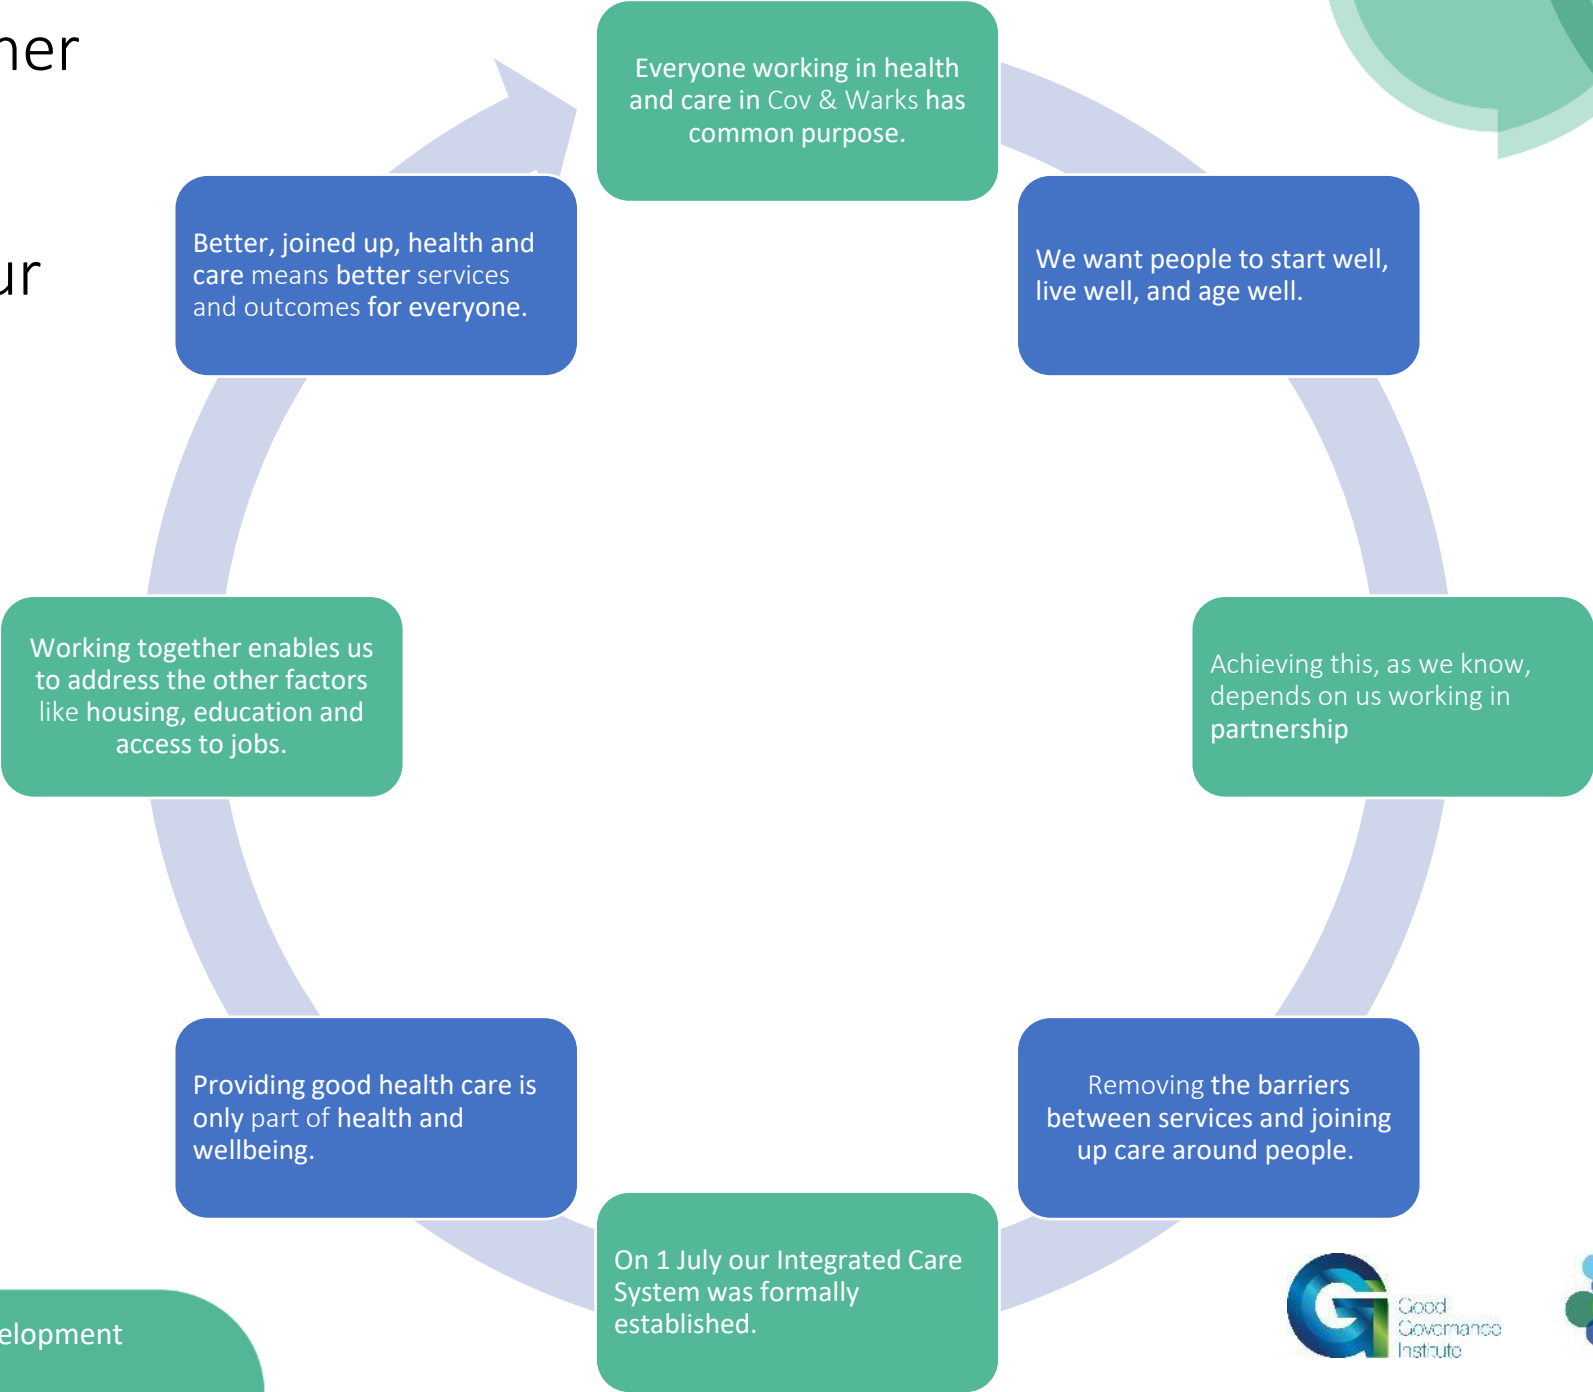 ner
ur
Everyone working in health
and care in Cov & Warks has
common purpose.
We want people to start well,
live well, and age well.
Achieving this, as we know,
depends on us working in
partnership
Removing the barriers
between services and joining
up care around people.
On 1 July our Integrated Care
System was formally
established.
Providing good health care is
only part of health and
wellbeing.
Working together enables us
to address the other factors
like housing, education and
access to jobs.
Better, joined up, health and
care means better services
and outcomes for everyone.
elopment
Good
Governance
Institute